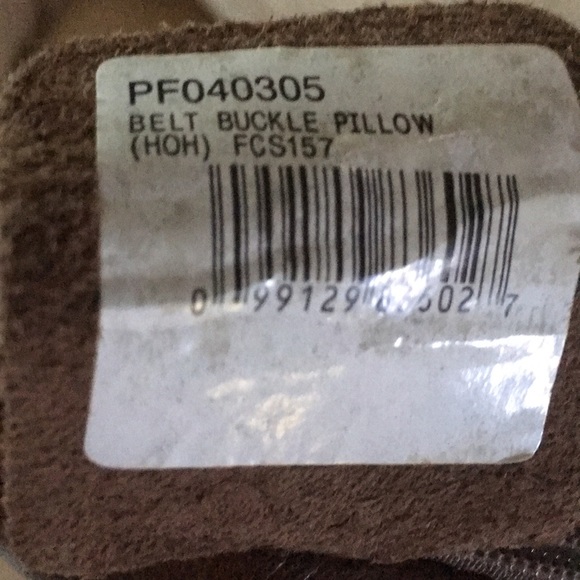 PF040305
BELT BUCKLE PILLOW
(HOH) FCS157
0 99129 7